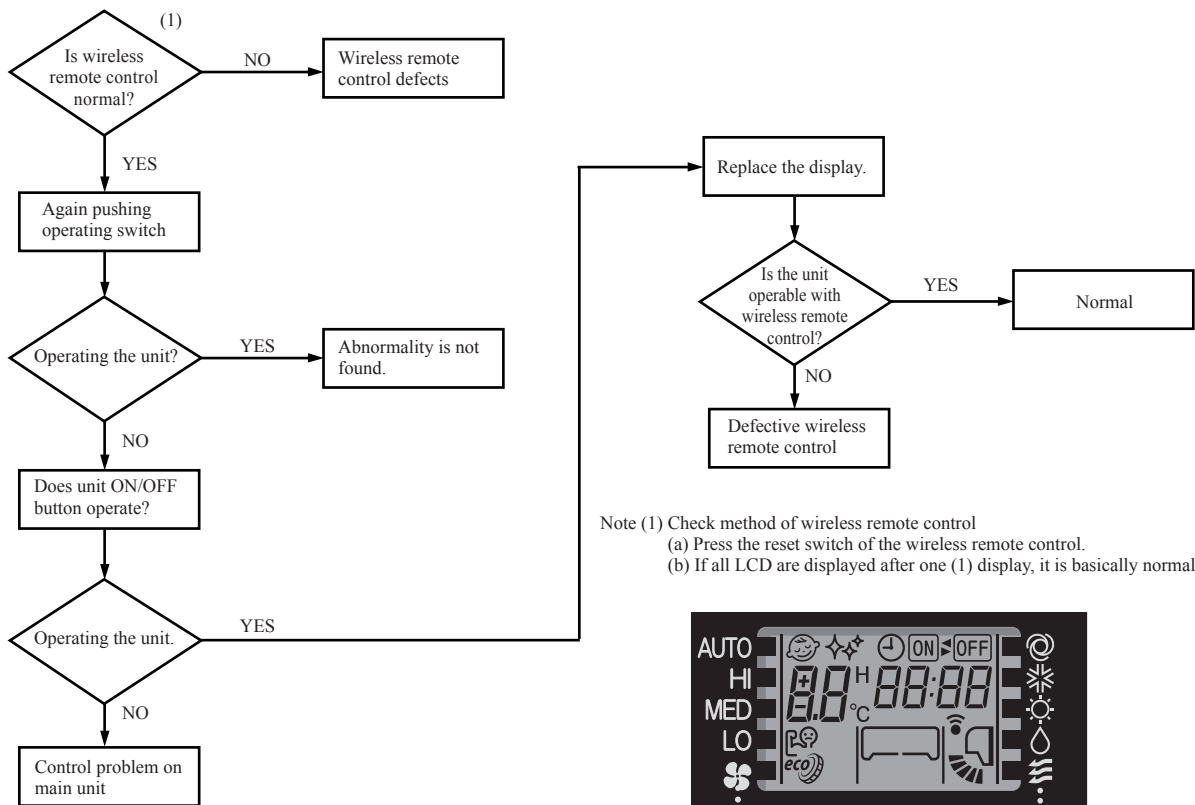 (1)
Is wireless
remote control
normal?
NO
Wireless remote
control defects
YES
Again pushing
operating switch
Operating the unit?
YES
Abnormality is not
found.
NO
Does unit ON/OFF
button operate?
Operating the unit.
YES
NO
Control problem on
main unit
Replace the display.
Is the unit
operable with
wireless remote
control?
YES
Normal
NO
Defective wireless
remote control
Note (1) Check method of wireless remote control
(a) Press the reset switch of the wireless remote control.
(b) If all LCD are displayed after one (1) display, it is basically normal
AUTO
HI
MED
LO
ON
OFF
8.8
H
88:88
°C
eco